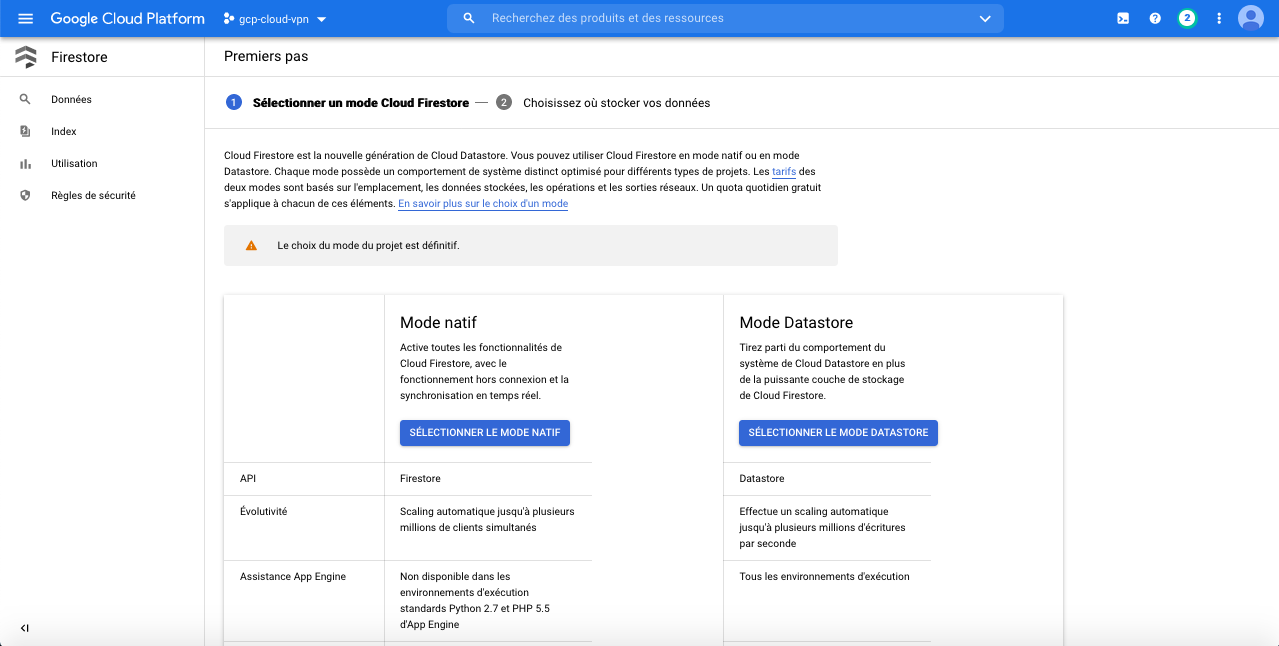 Google Cloud Platform
gcp-cloud-vpn
Recherchez des produits et des ressources
2
Firestore
Premiers pas
Données
Index
Utilisation
Règles de sécurité
1 Sélectionner un mode Cloud Firestore — 2 Choisissez où stocker vos données
Cloud Firestore est la nouvelle génération de Cloud Datastore. Vous pouvez utiliser Cloud Firestore en mode natif ou en mode
Datastore. Chaque mode possède un comportement de système distinct optimisé pour différents types de projets. Les tarifs des
deux modes sont basés sur l'emplacement, les données stockées, les opérations et les sorties réseaux. Un quota quotidien gratuit
s'applique à chacun de ces éléments. En savoir plus sur le choix d'un mode
Le choix du mode du projet est définitif.
Mode natif
Active toutes les fonctionnalités de
Cloud Firestore, avec le
fonctionnement hors connexion et la
synchronisation en temps réel.
SÉLECTIONNER LE MODE NATIF
Mode Datastore
Tirez parti du comportement du
système de Cloud Datastore en plus
de la puissante couche de stockage
de Cloud Firestore.
SÉLECTIONNER LE MODE DATASTORE
API
Firestore
Datastore
Évolutivité
Scaling automatique jusqu'à plusieurs
millions de clients simultanés
Effectue un scaling automatique
jusqu'à plusieurs millions d'écritures
par seconde
Assistance App Engine
Non disponible dans les
environnements d'exécution
standards Python 2.7 et PHP 5.5
d'App Engine
Tous les environnements d'exécution